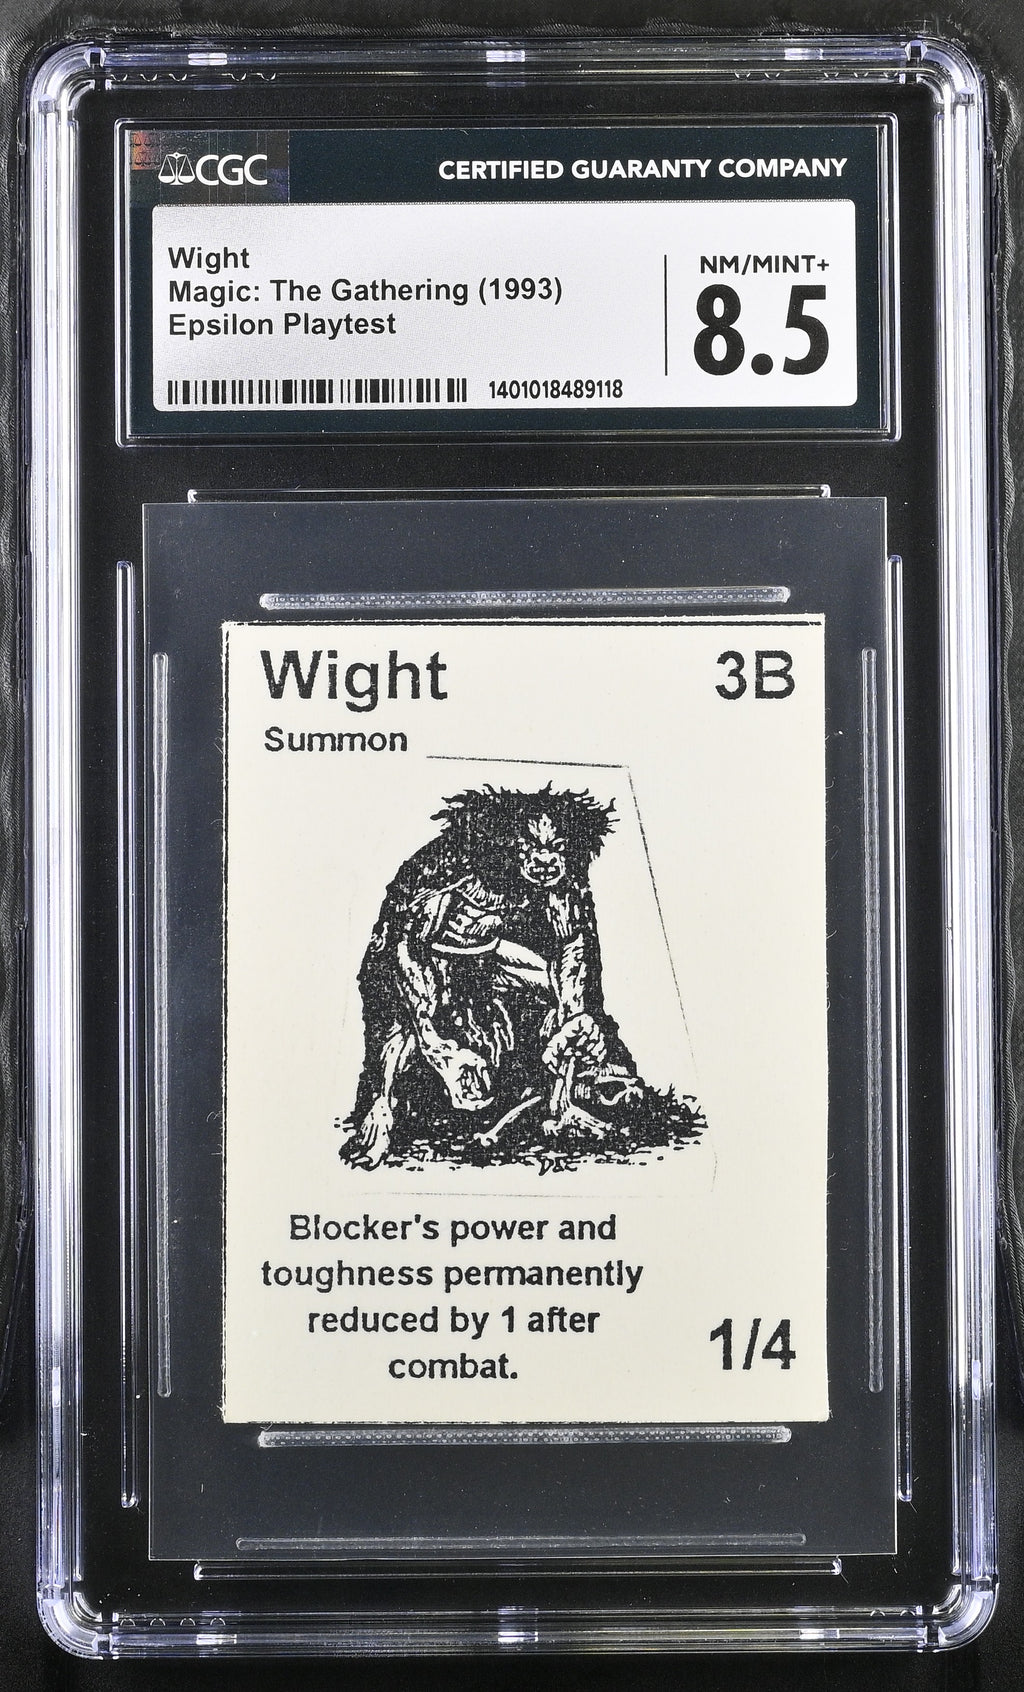 CGC
CERTIFIED GUARANTY COMPANY
Wight
Magic: The Gathering (1993)
Epsilon Playtest
NM/MINT+
8.5
1401018489118
Wight 3B
Summon
D&C
Blocker's power and
toughness permanently
reduced by 1 after
combat.
1/4